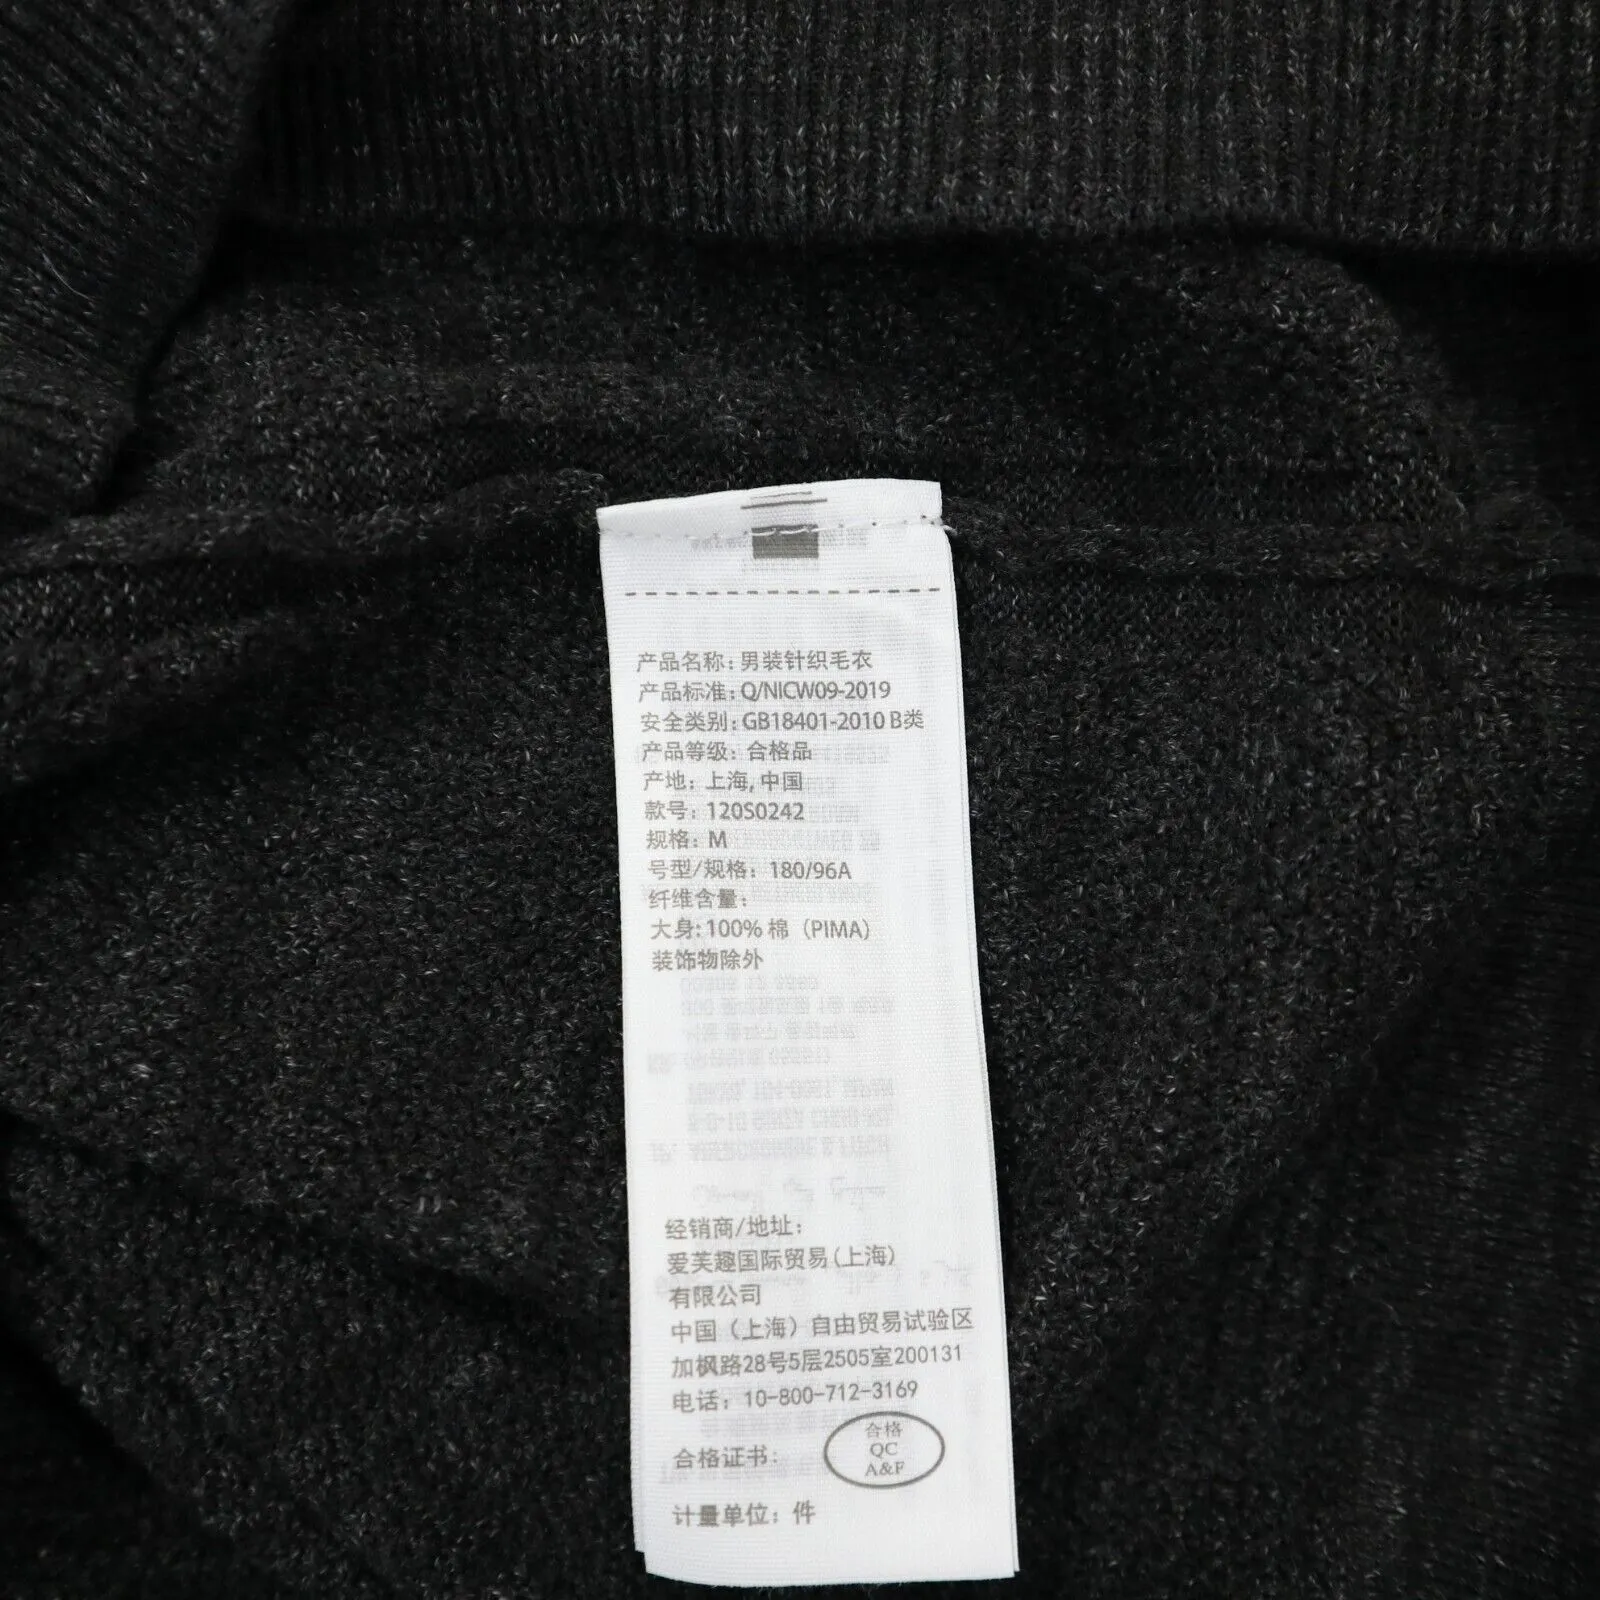 产品名称: 男装针织毛衣
产品标准: Q/NICW09-2019
安全类别: GB18401-2010 B类
产品等级: 合格品
产地: 上海, 中国
款号: 120S0242
规格: M
号型/规格: 180/96A
纤维含量:
大身: 100% 棉 (PIMA)
装饰物除外
经销商/地址:
爱芙趣国际贸易(上海)
有限公司
中国（上海）自由贸易试验区
加枫路28号5层2505室200131
电话: 10-800-712-3169
合格
QC
A&F
合格证书:
计量单位: 件